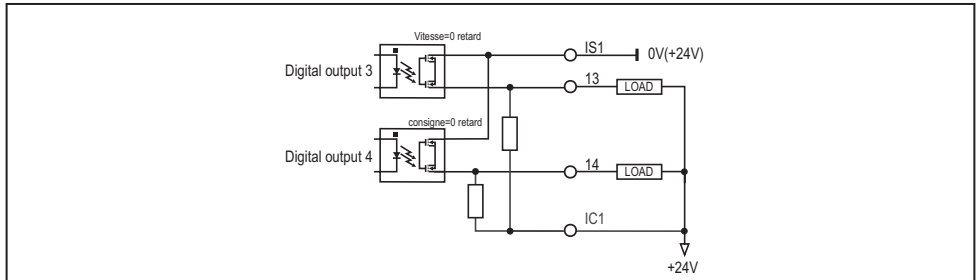 Vitesse=0 retard
IS1
0V(+24V)
Digital output 3
13
LOAD
consigne=0 retard
Digital output 4
14
LOAD
IC1
+24V